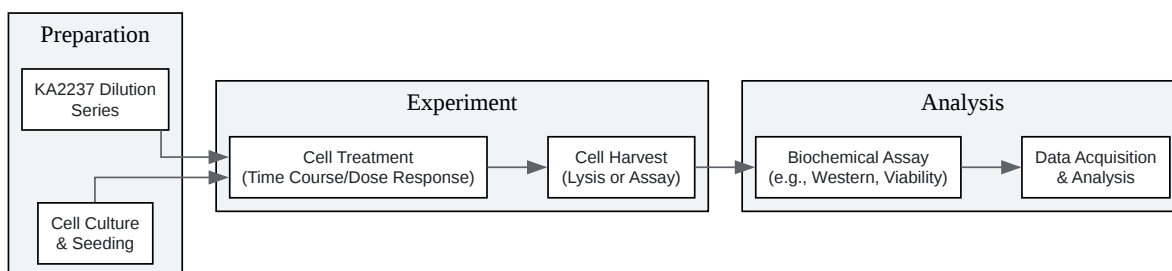 Preparation
KA2237 Dilution
Series
Cell Culture
& Seeding
Experiment
Cell Treatment
(Time Course/Dose Response)
Cell Harvest
(Lysis or Assay)
Analysis
Biochemical Assay
(e.g., Western, Viability)
Data Acquisition
& Analysis